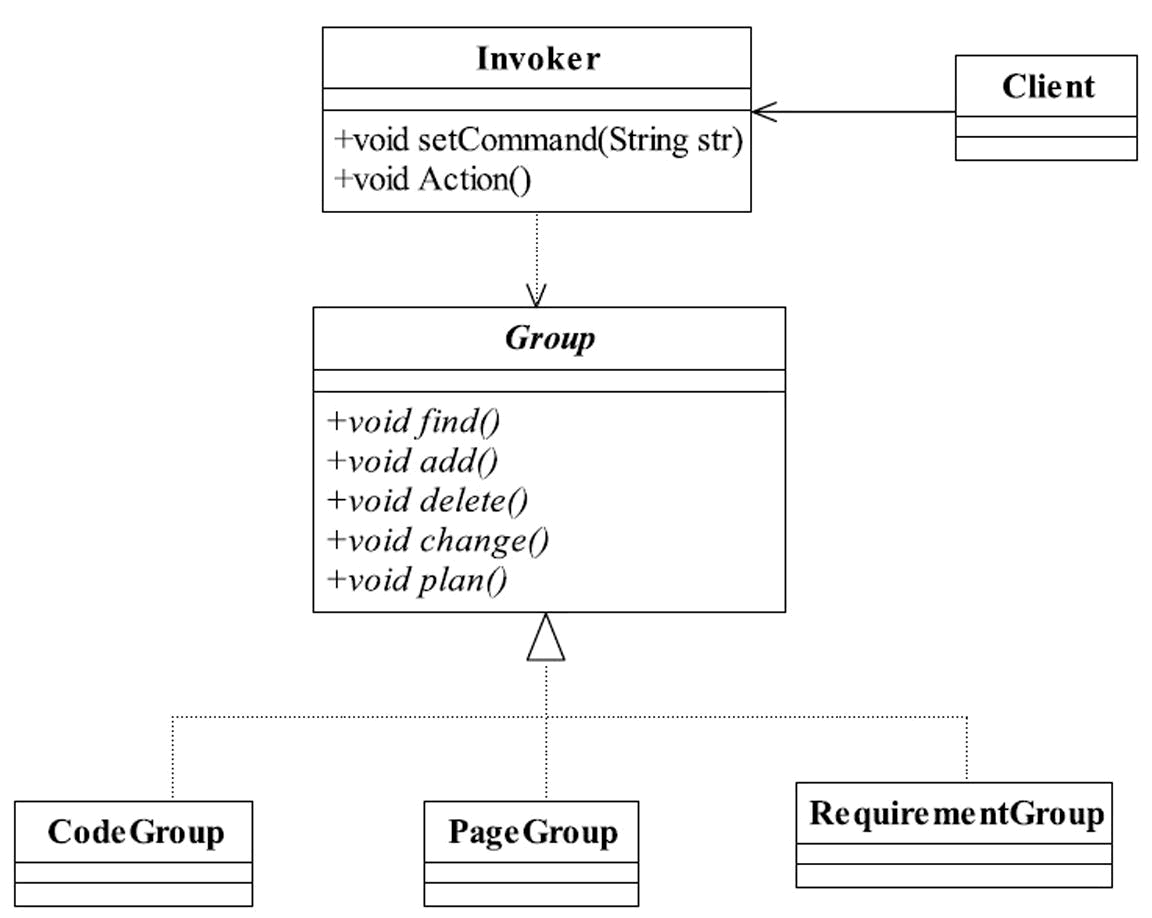 Invoker
+void setCommand(String str)
+void Action()
Client
Group
+void find()
+void add()
+void delete()
+void change()
+void plan()
CodeGroup
PageGroup
RequirementGroup